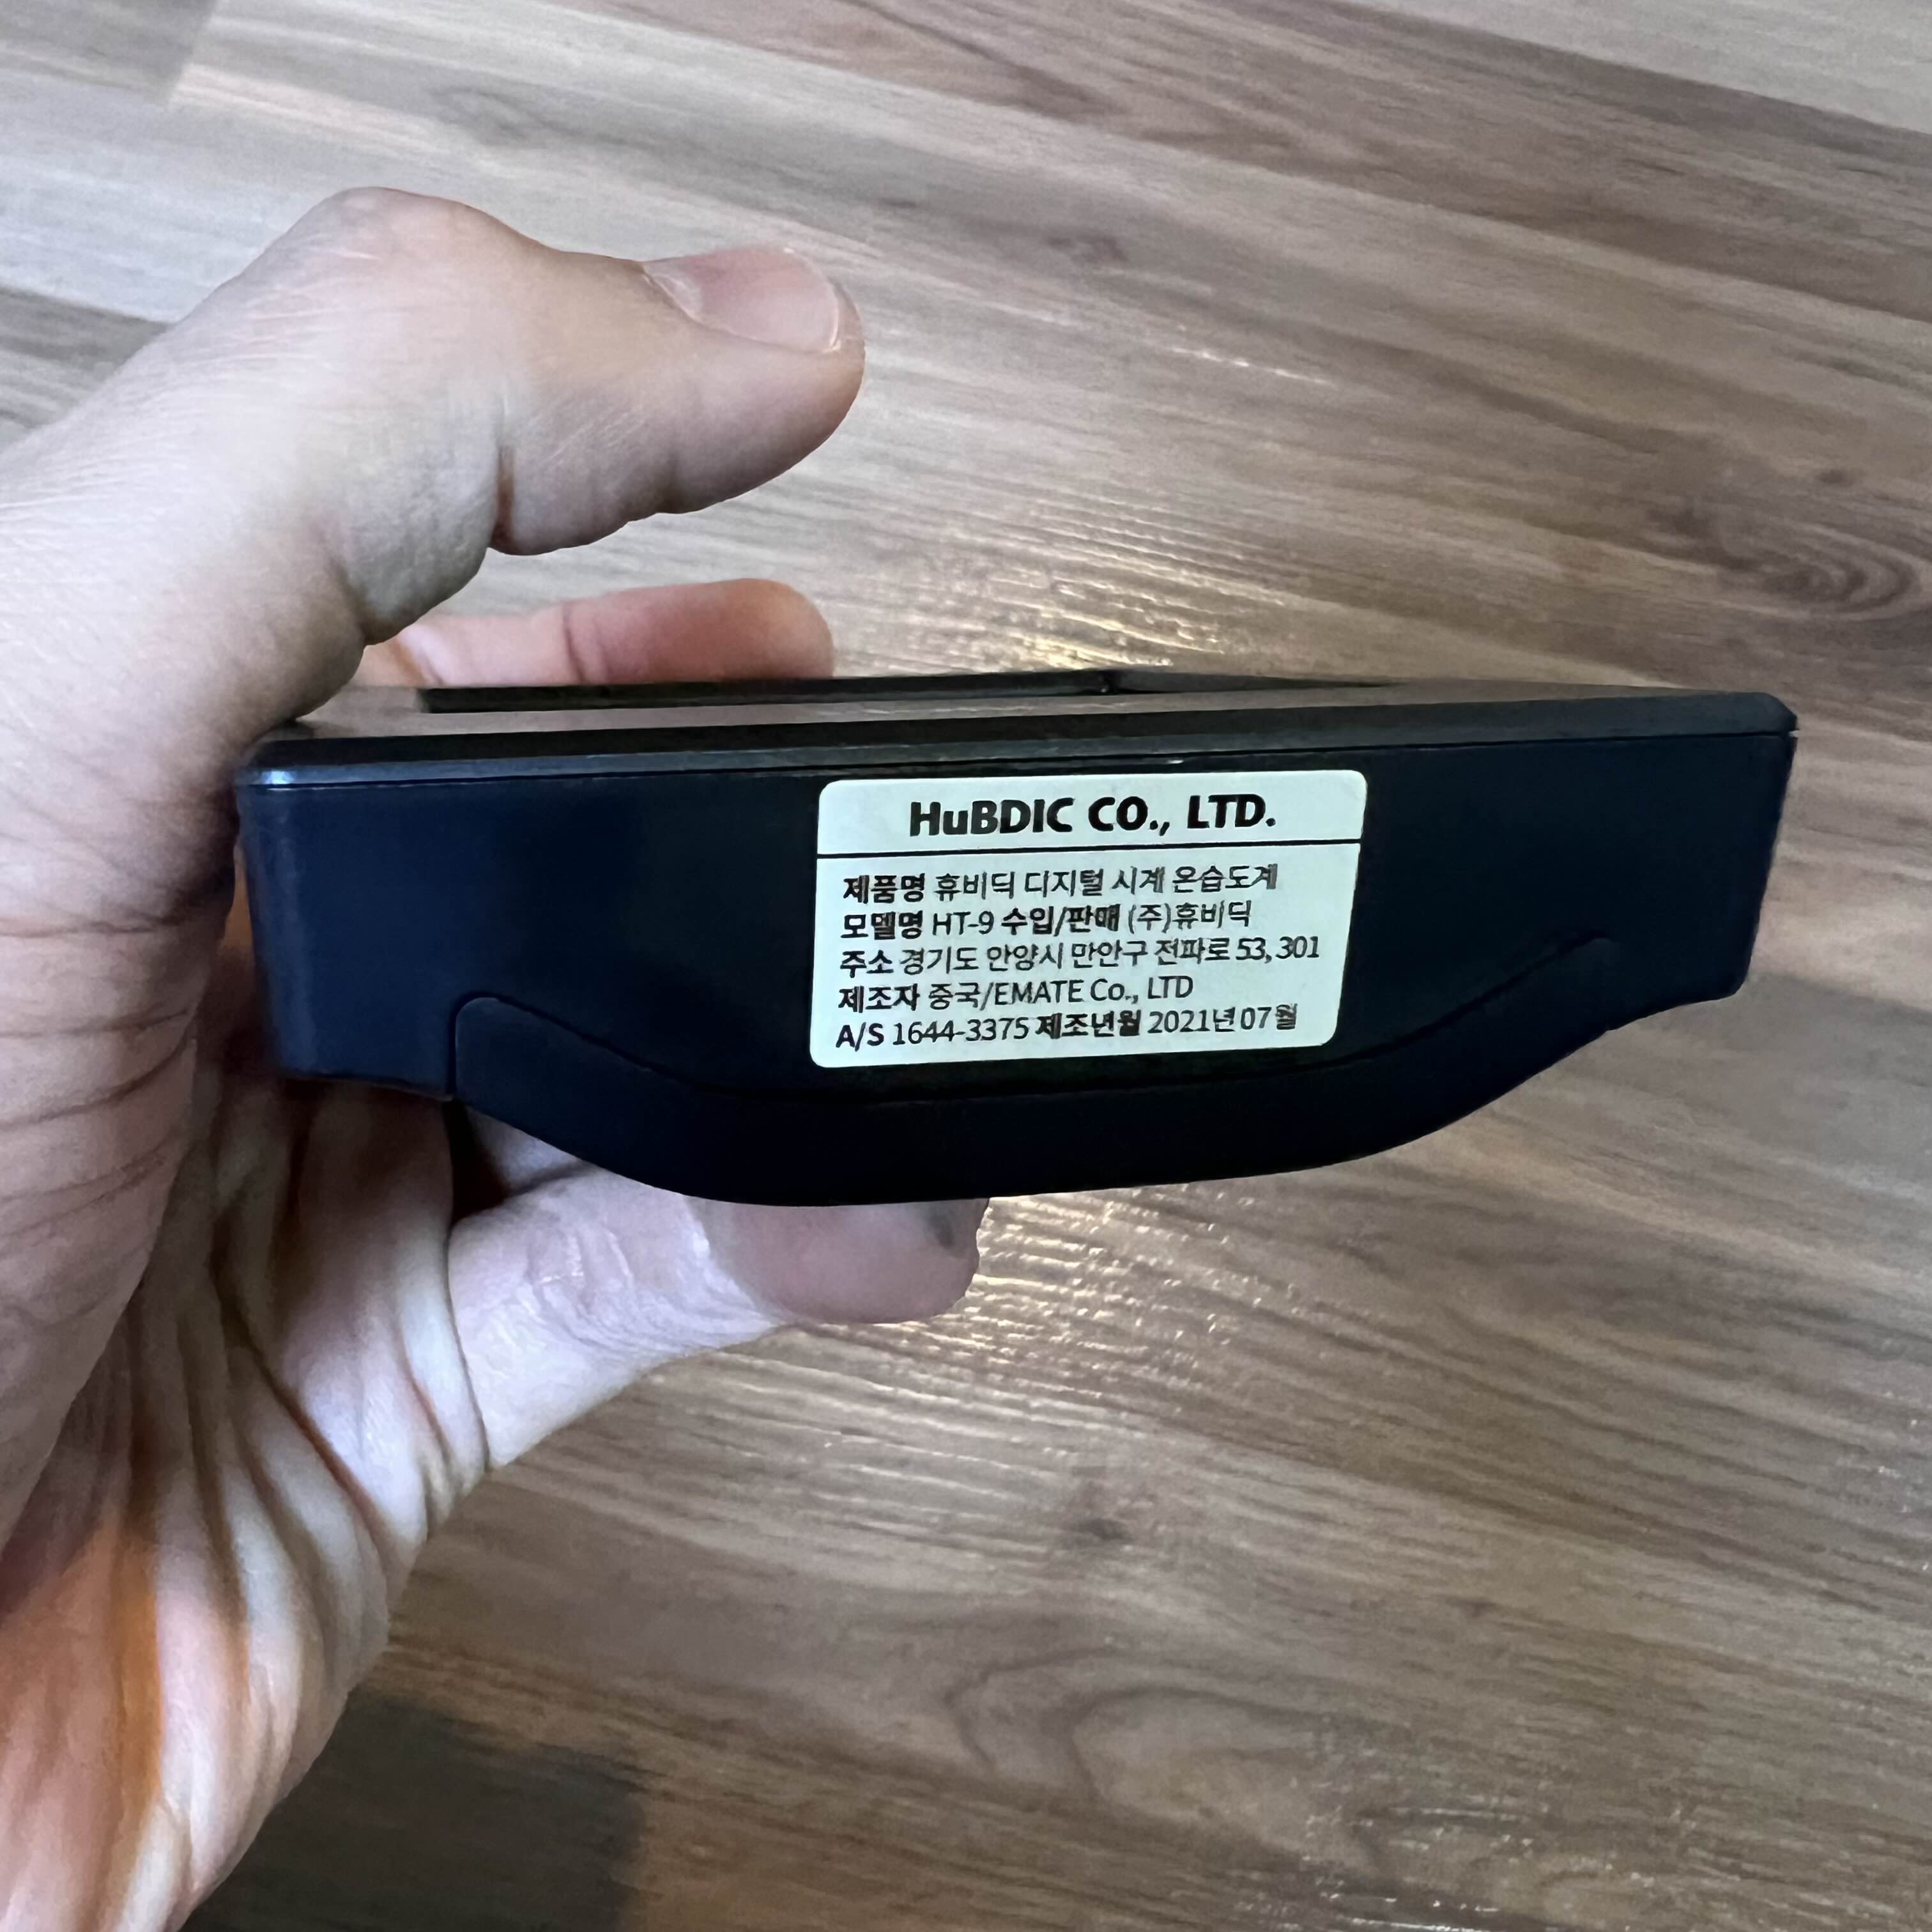 HuBDIC CO., LTD.
제품명 휴비딕 디지털 시계 온습도계
모델명 HT-9 수입/판매 (주)휴비딕
주소 경기도 안양시 만안구 전파로 53, 301
제조자 중국/EMATE Co., LTD
A/S 1644-3375 제조년월 2021년 07월